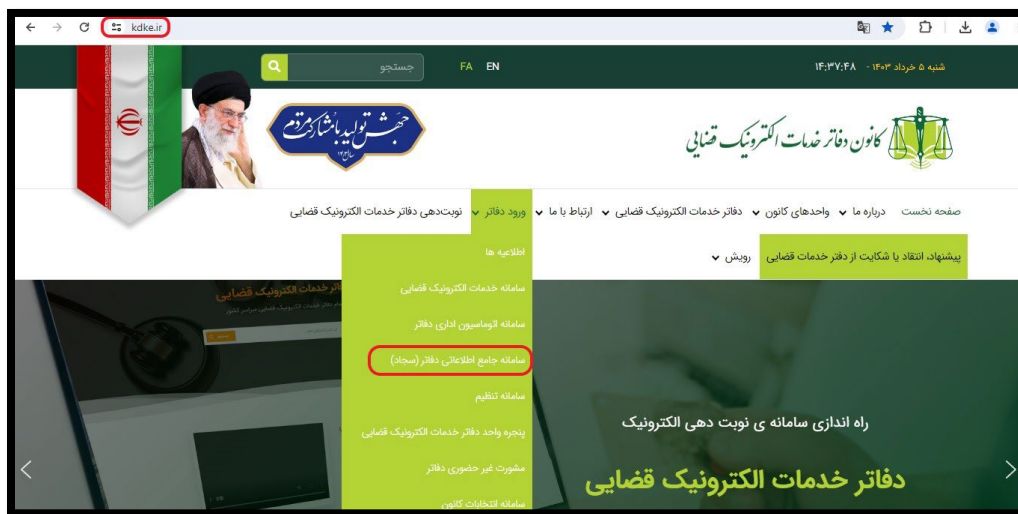 kdke.ir
شنبه ۵ خرداد ۱۴۰۳ - ۱۴:۳۷:۴۸
FA EN
جستجو
کانون دفاتر خدمات الکترونیک قضایی
جهش تولید با مشارکت مردم
صفحه نخست درباره ما واحدهای کانون دفاتر خدمات الکترونیک قضایی ارتباط با ما ورود دفاتر نوبت‌دهی دفاتر خدمات الکترونیک قضایی
پیشنهاد، انتقاد یا شکایت از دفتر خدمات قضایی رویش
اطلاعیه ها
سامانه خدمات الکترونیک قضایی
سامانه اتوماسیون اداری دفاتر
سامانه جامع اطلاعاتی دفاتر (سجاد)
سامانه تنظیم
پنجره واحد دفاتر خدمات الکترونیک قضایی
مشورت غیر حضوری دفاتر
سامانه انتخابات کانون
راه اندازی سامانه ی نوبت دهی الکترونیک
دفاتر خدمات الکترونیک قضایی